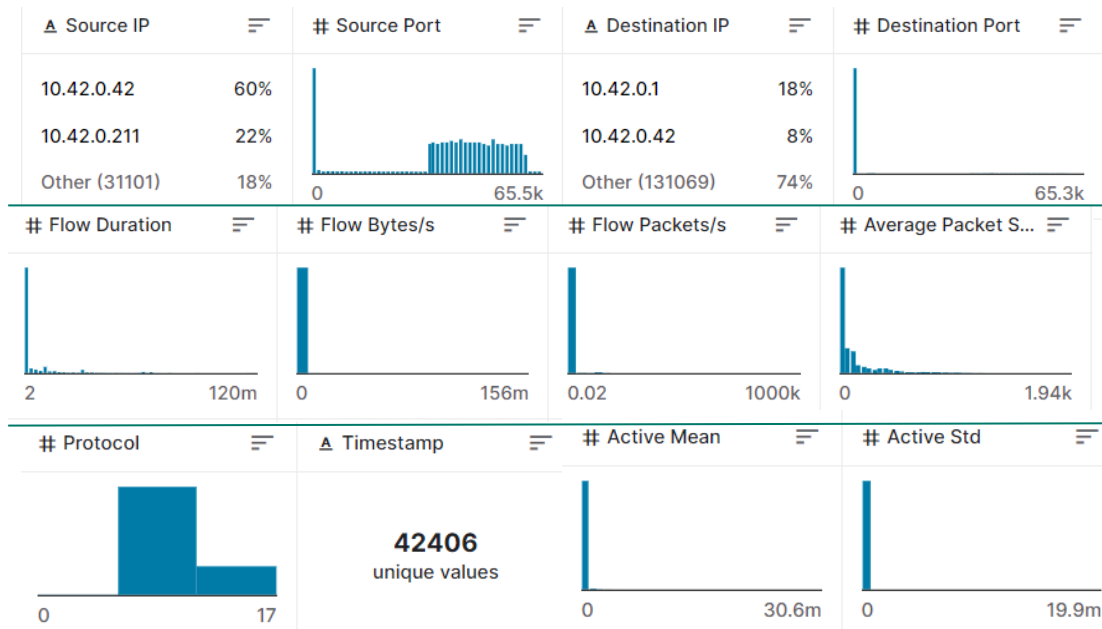 A Source IP
# Source Port
A Destination IP
# Destination Port
10.42.0.42 60%
10.42.0.211 22%
Other (31101) 18%
0 65.5k
10.42.0.1 18%
10.42.0.42 8%
Other (131069) 74%
0 65.3k
# Flow Duration
# Flow Bytes/s
# Flow Packets/s
# Average Packet S...
2 120m
0 156m
0.02 1000k
0 1.94k
# Protocol
A Timestamp
# Active Mean
# Active Std
0 17
42406
unique values
0 30.6m
0 19.9m